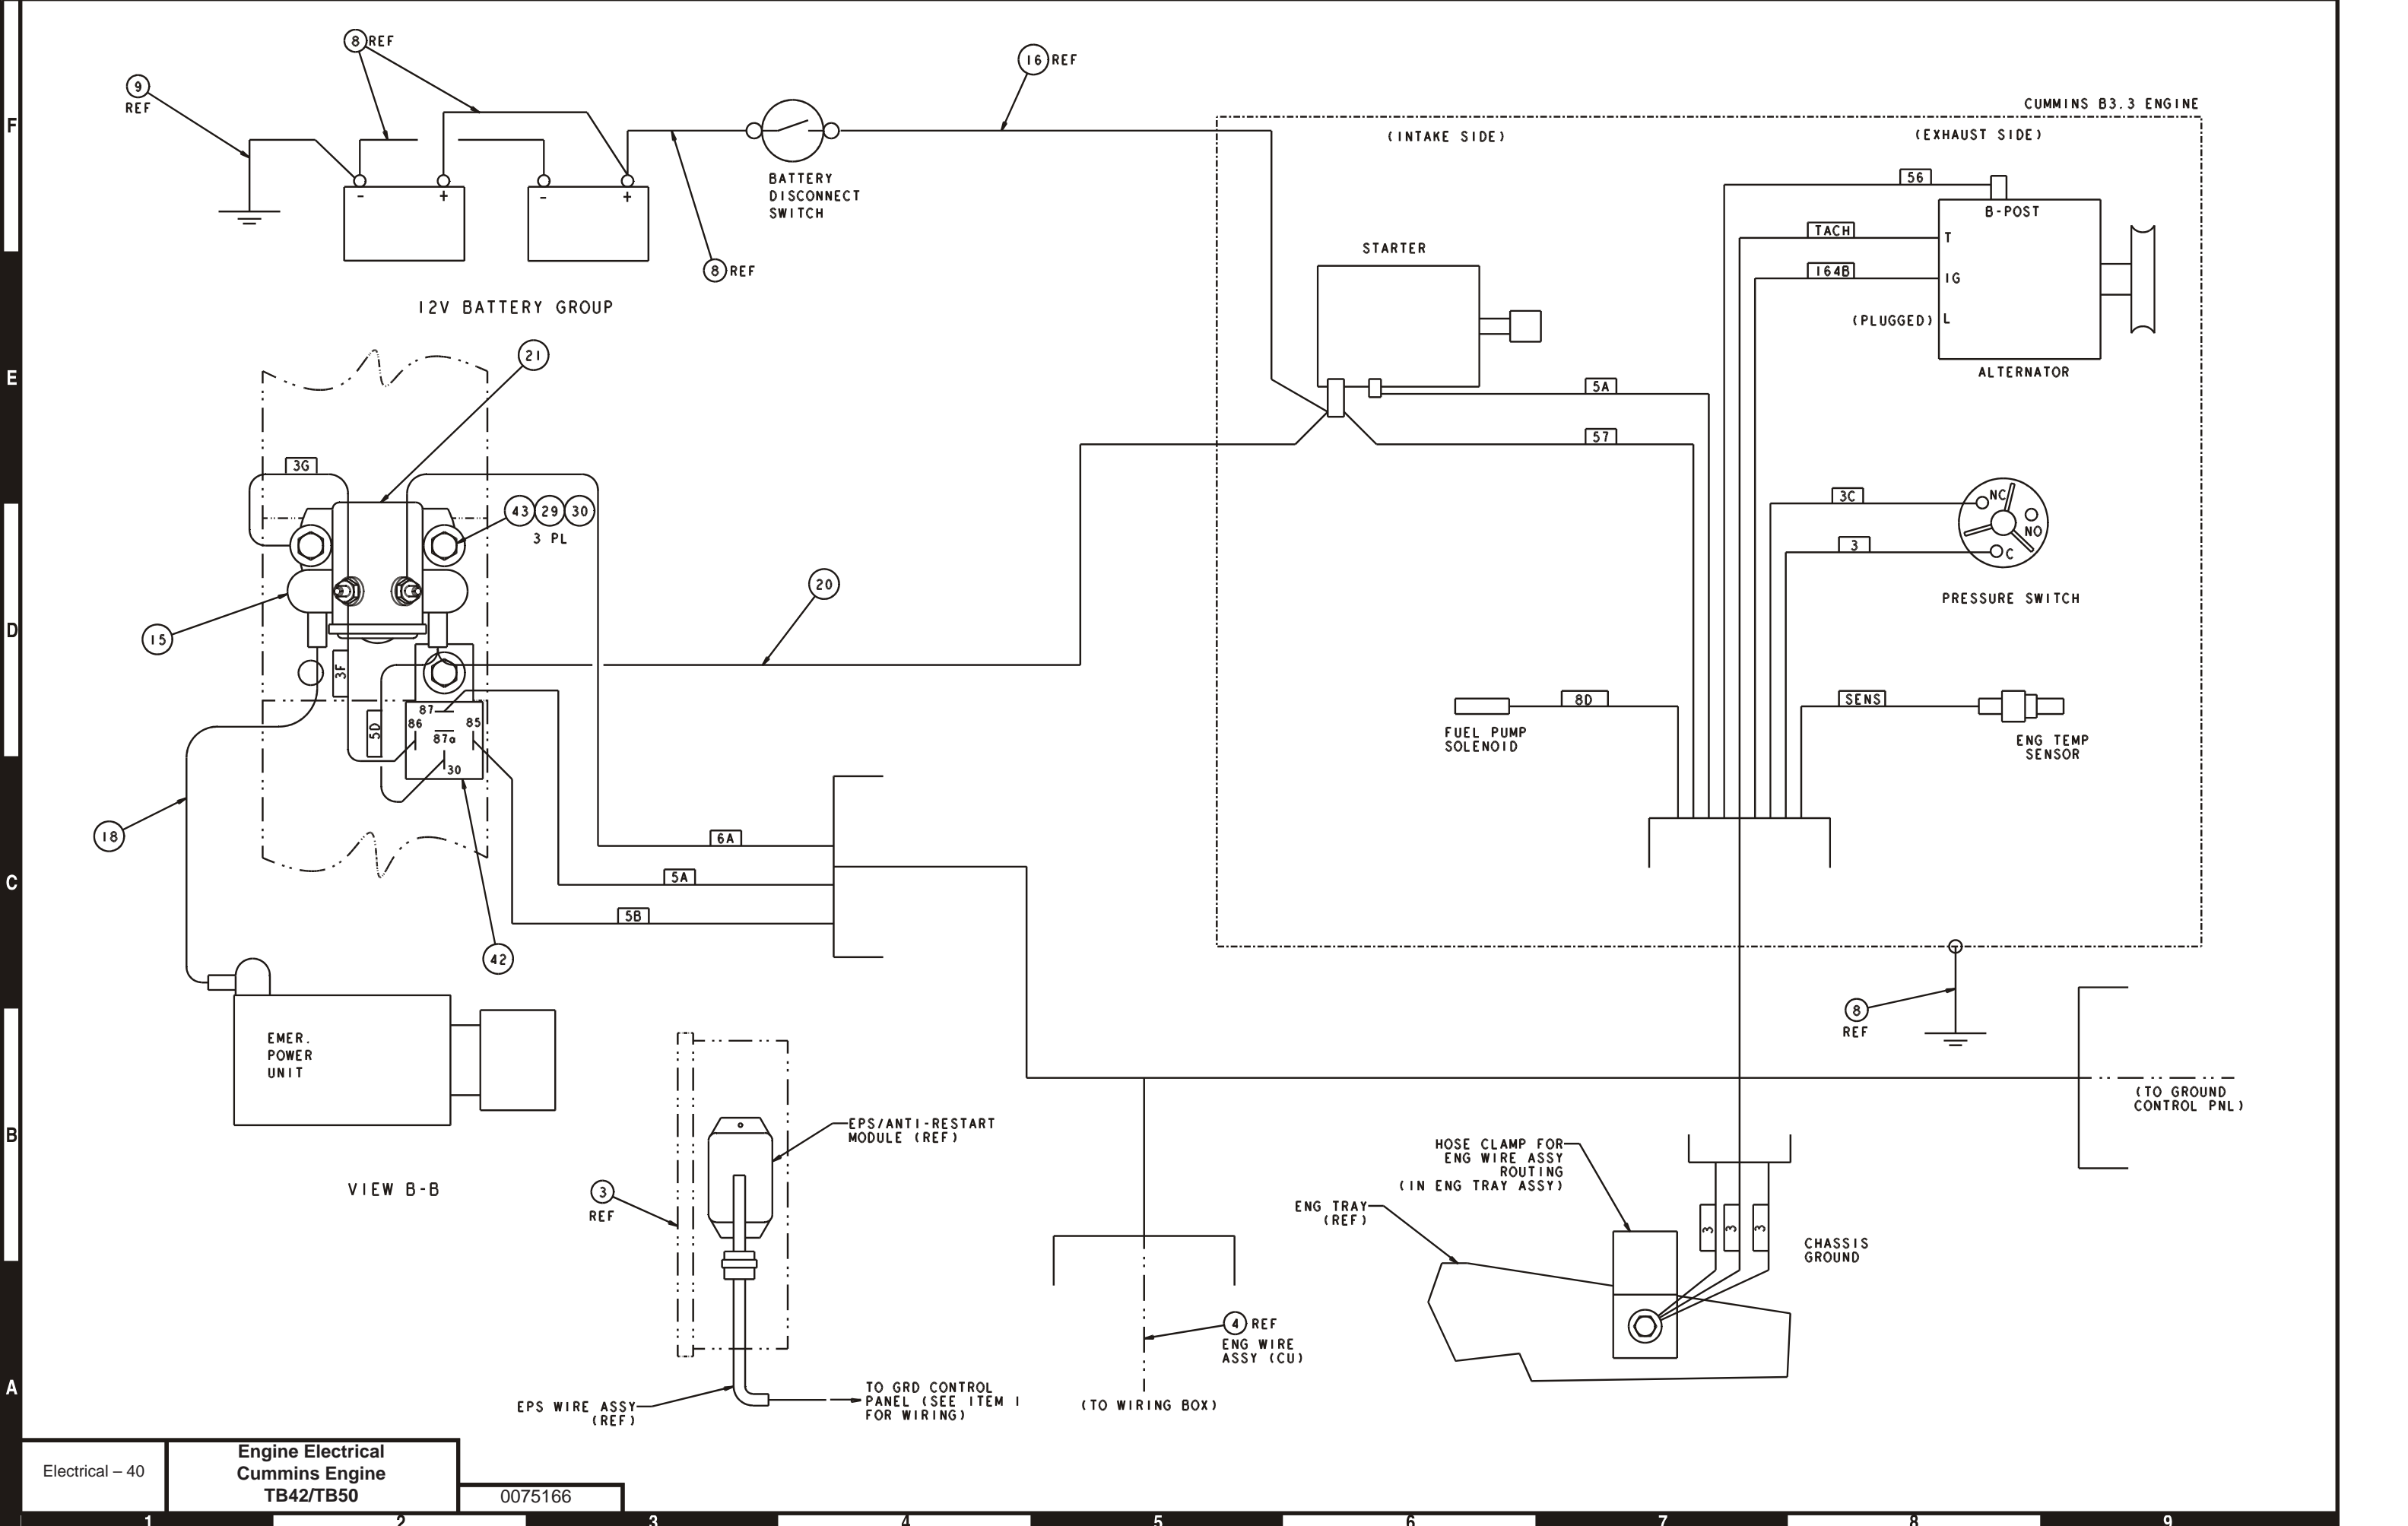 8 REF
16 REF
9
REF
CUMMINS B3.3 ENGINE
F
(INTAKE SIDE)
(EXHAUST SIDE)
- +
- +
BATTERY
DISCONNECT
SWITCH
56
B-POST
TACH
T
STARTER
8 REF
164B
IG
12V BATTERY GROUP
(PLUGGED) L
21
ALTERNATOR
E
5A
57
3G
43 29 30
3 PL
3C
NC
NO
3
C
20
PRESSURE SWITCH
D
15
3F
8D
SENS
87
86
85
5D
87a
30
FUEL PUMP
SOLENOID
ENG TEMP
SENSOR
18
6A
C
5A
5B
42
8
REF
EMER.
POWER
UNIT
(TO GROUND
CONTROL PNL)
B
EPS/ANTI-RESTART
MODULE (REF)
HOSE CLAMP FOR
ENG WIRE ASSY
ROUTING
(IN ENG TRAY ASSY)
VIEW B-B
3
REF
ENG TRAY
(REF)
3
3
3
CHASSIS
GROUND
4 REF
ENG WIRE
ASSY (CU)
A
TO GRD CONTROL
PANEL (SEE ITEM 1
FOR WIRING)
EPS WIRE ASSY
(REF)
(TO WIRING BOX)
Electrical – 40
Engine Electrical
Cummins Engine
TB42/TB50
0075166
1 2 3 4 5 6 7 8 9